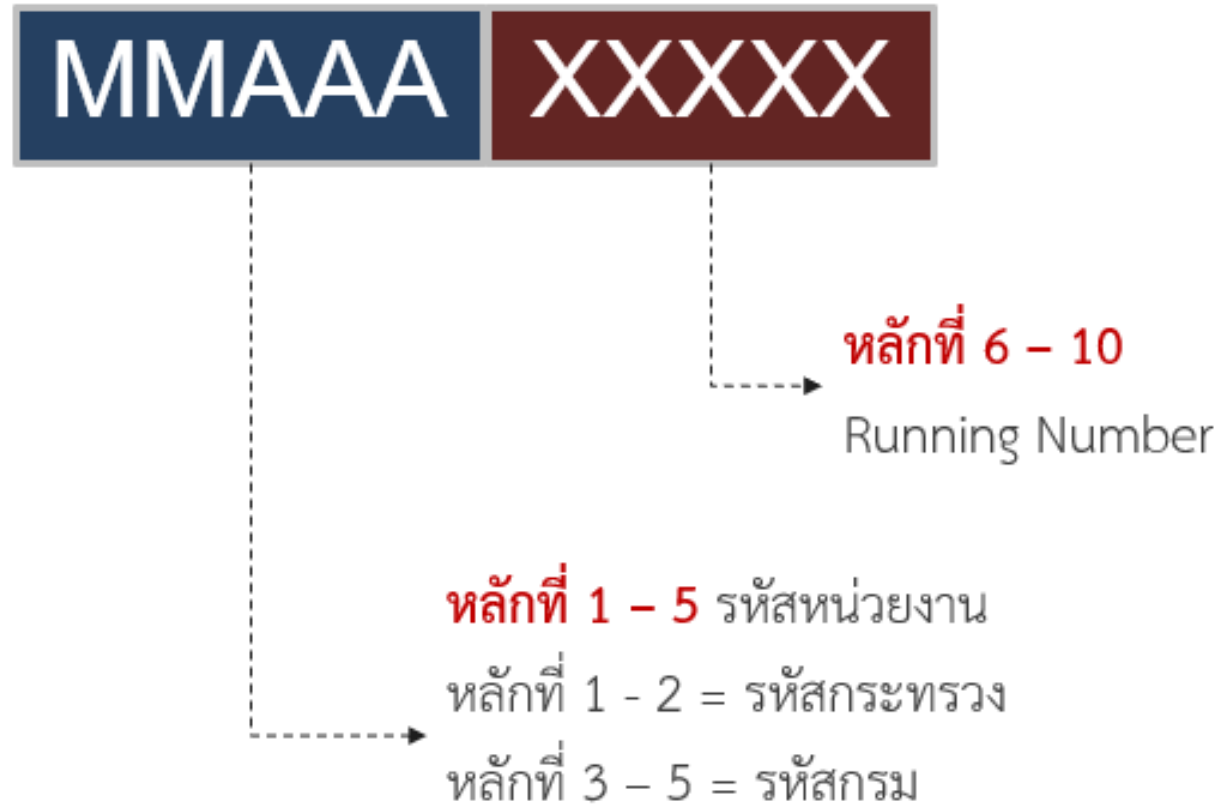 MMAAA XXXXX
หลักที่ 6 – 10
Running Number
หลักที่ 1 – 5 รหัสหน่วยงาน
หลักที่ 1 - 2 = รหัสกระทรวง
หลักที่ 3 – 5 = รหัสกรม